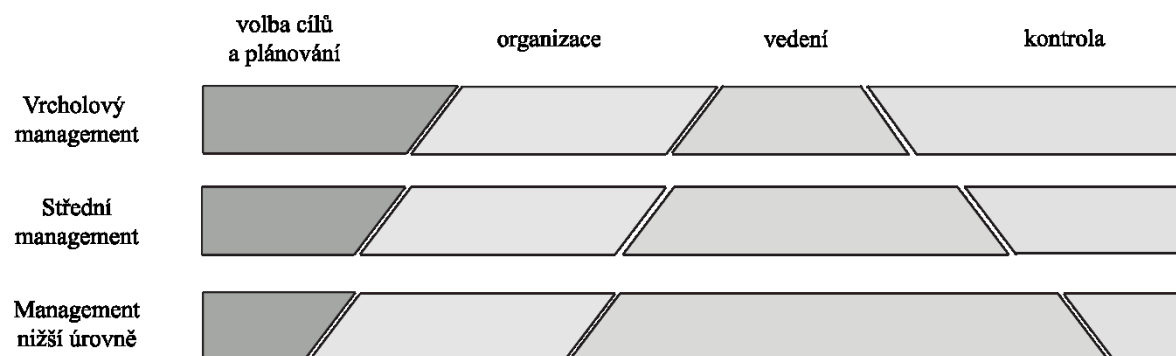 volba cílů
a plánování
organizace
vedení
kontrola
Vrcholový
management
Střední
management
Management
nižší úrovně